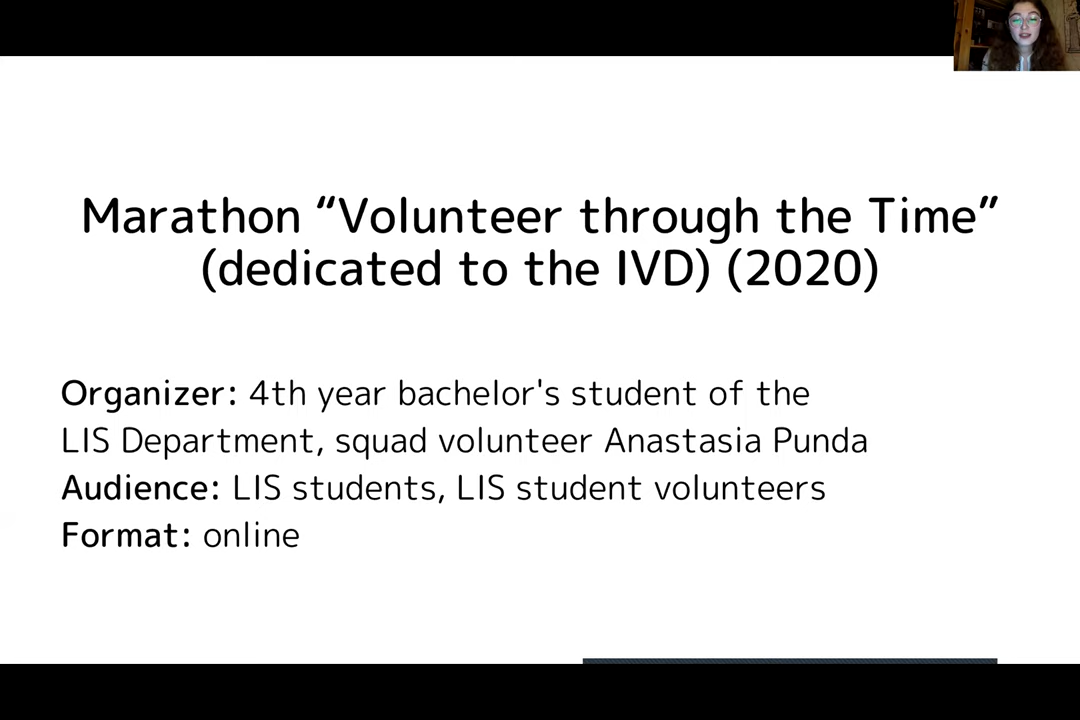 Marathon “Volunteer through the Time”
(dedicated to the IVD) (2020)
Organizer: 4th year bachelor's student of the
LIS Department, squad volunteer Anastasia Punda
Audience: LIS students, LIS student volunteers
Format: online